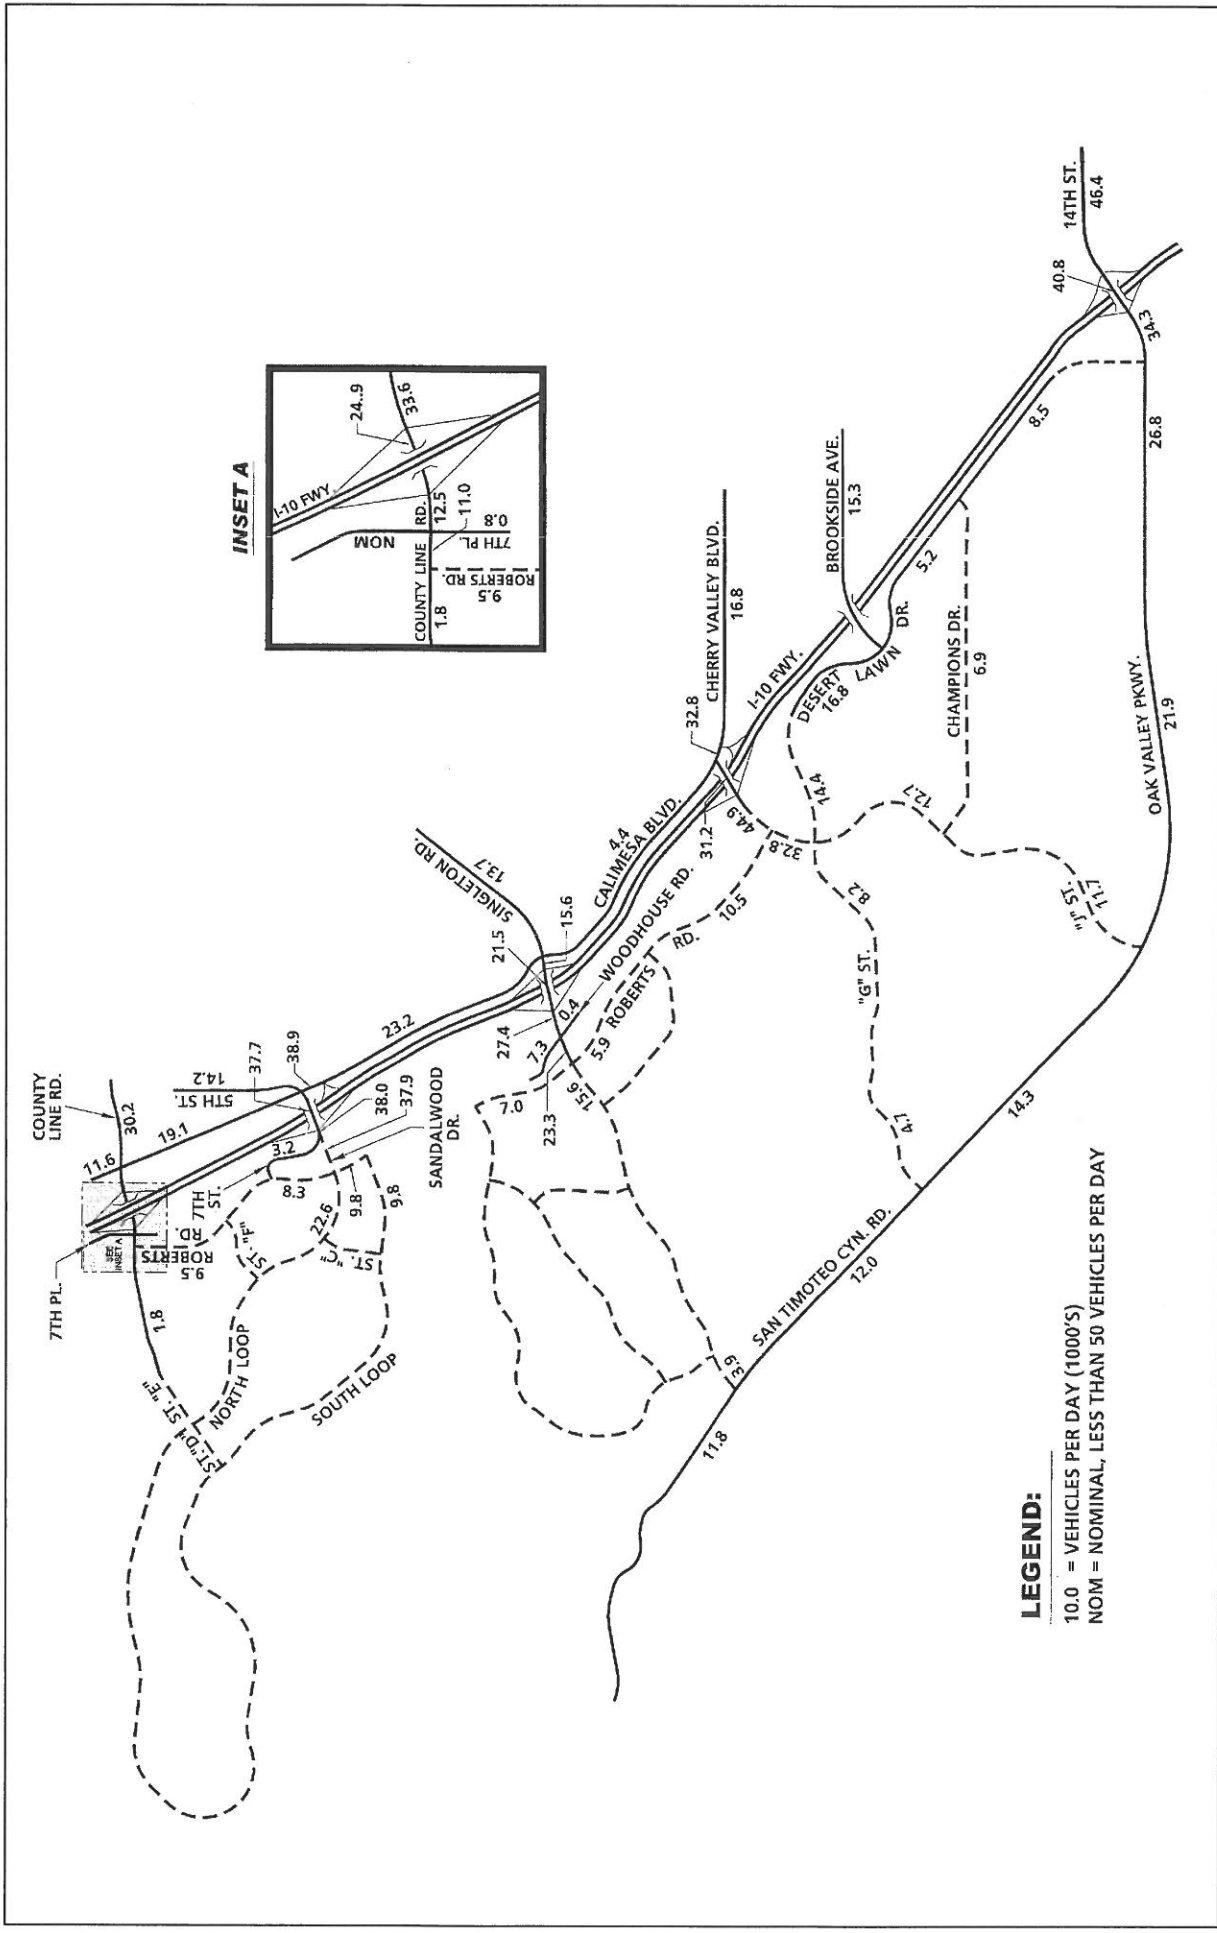 INSET A
I-10 FWY.
24..9
33.6
NOM
COUNTY LINE RD.
12.5
11.0
7TH PL.
0.8
ROBERTS RD.
9.5
1.8
7TH PL.
COUNTY
LINE RD.
30.2
11.6
19.1
SEE
INSET A
ROBERTS RD.
9.5
1.8
7TH
ST.
5TH ST.
14.2
37.7
38.9
3.2
38.0
37.9
SANDALWOOD
DR.
8.3
9.8
9.8
22.6
ST. "F"
ST. "C"
ST. "E"
ST. "D"
NORTH LOOP
SOUTH LOOP
23.2
SINGLETON RD.
13.7
21.5
15.6
27.4
7.3
0.4
WOODHOUSE RD.
5.9
ROBERTS RD.
10.5
7.0
23.3
15.6
CALIMESA BLVD.
4.4
31.2
32.8
CHERRY VALLEY BLVD.
16.8
44.9
32.8
I-10 FWY.
BROOKSIDE AVE.
15.3
DESERT LAWN DR.
16.8
14.4
5.2
8.5
CHAMPIONS DR.
6.9
12.7
"J" ST.
11.7
"G" ST.
8.2
4.7
14TH ST.
46.4
40.8
34.3
26.8
OAK VALLEY PKWY.
21.9
14.3
SAN TIMOTEO CYN. RD.
12.0
3.9
11.8
LEGEND:
10.0 = VEHICLES PER DAY (1000'S)
NOM = NOMINAL, LESS THAN 50 VEHICLES PER DAY